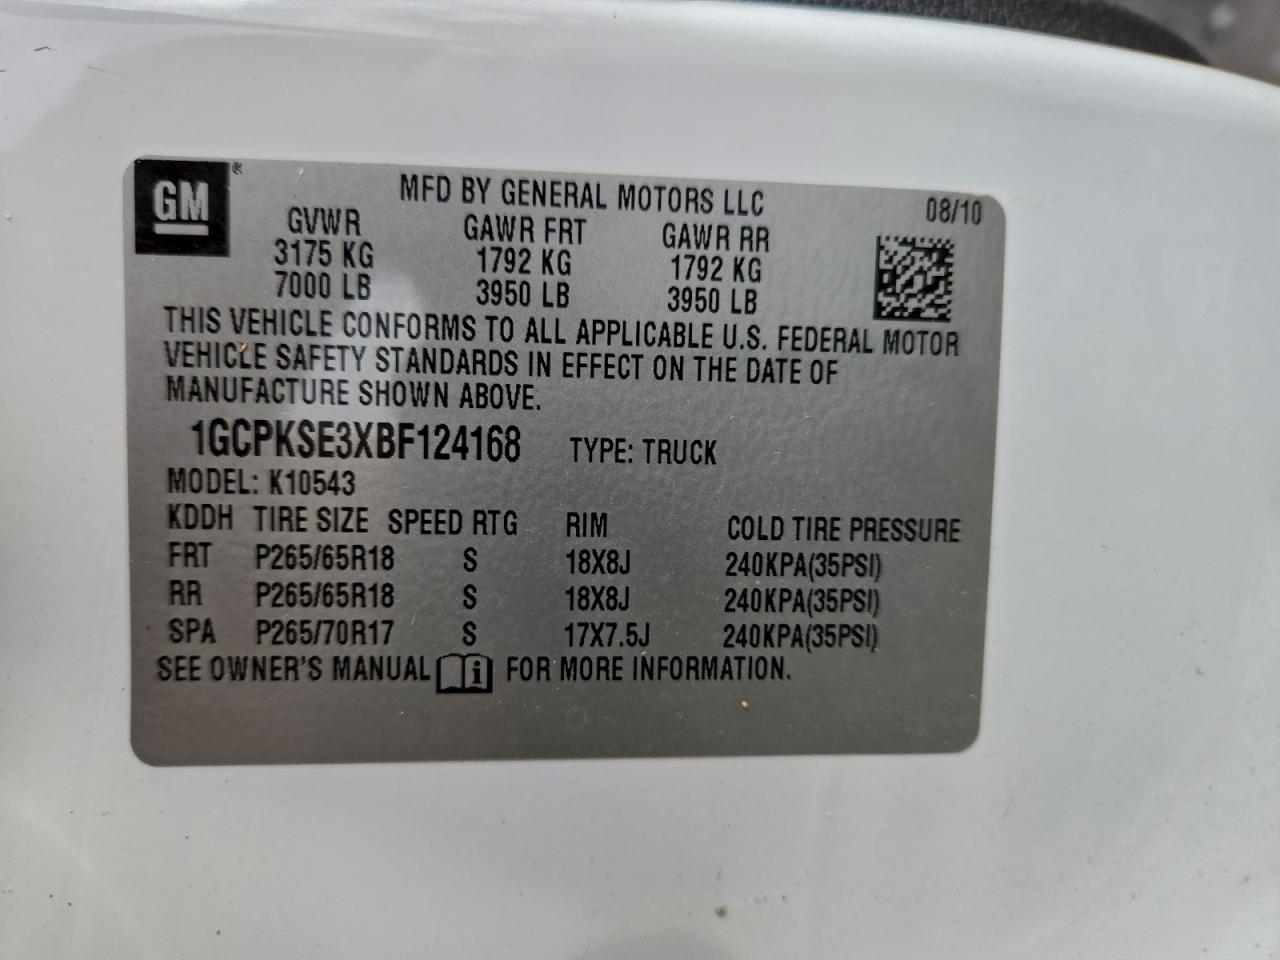 GM ®
MFD BY GENERAL MOTORS LLC 08/10
GVWR GAWR FRT GAWR RR
3175 KG 1792 KG 1792 KG
7000 LB 3950 LB 3950 LB
THIS VEHICLE CONFORMS TO ALL APPLICABLE U.S. FEDERAL MOTOR
VEHICLE SAFETY STANDARDS IN EFFECT ON THE DATE OF
MANUFACTURE SHOWN ABOVE.
1GCPKSE3XBF124168 TYPE: TRUCK
MODEL: K10543
KDDH TIRE SIZE SPEED RTG RIM COLD TIRE PRESSURE
FRT P265/65R18 S 18X8J 240KPA(35PSI)
RR P265/65R18 S 18X8J 240KPA(35PSI)
SPA P265/70R17 S 17X7.5J 240KPA(35PSI)
SEE OWNER'S MANUAL i FOR MORE INFORMATION.